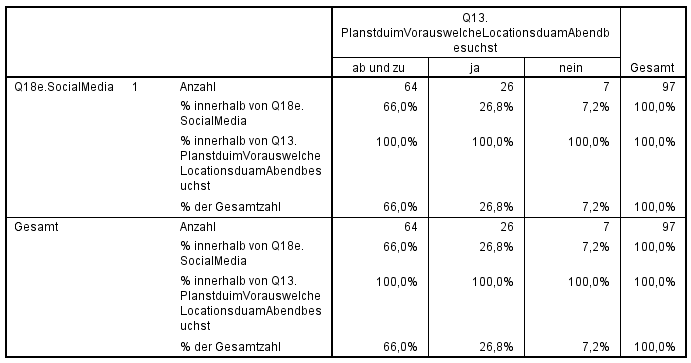 Q13.
PlanstduimVorauswelcheLocationsduamAbendb
esuchst
ab und zu ja nein Gesamt
Q18e.SocialMedia 1 Anzahl 64 26 7 97
% innerhalb von Q18e.
SocialMedia 66,0% 26,8% 7,2% 100,0%
% innerhalb von Q13.
PlanstduimVorauswelche
LocationsduamAbendbes
uchst 100,0% 100,0% 100,0% 100,0%
% der Gesamtzahl 66,0% 26,8% 7,2% 100,0%
Gesamt Anzahl 64 26 7 97
% innerhalb von Q18e.
SocialMedia 66,0% 26,8% 7,2% 100,0%
% innerhalb von Q13.
PlanstduimVorauswelche
LocationsduamAbendbes
uchst 100,0% 100,0% 100,0% 100,0%
% der Gesamtzahl 66,0% 26,8% 7,2% 100,0%